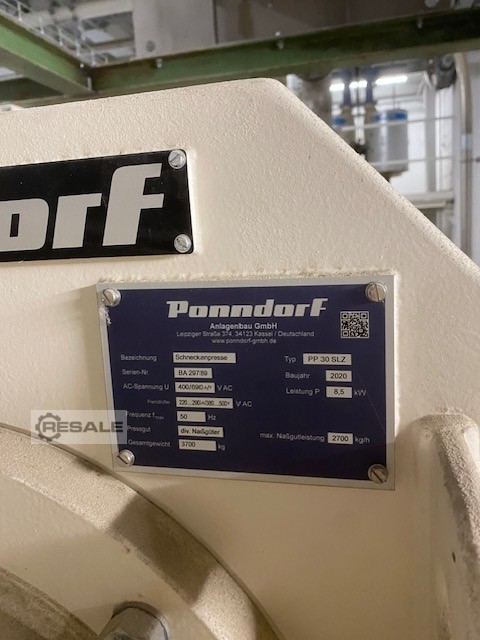 dorf
Ponndorf
Anlagenbau GmbH
Leipziger Straße 374, 34123 Kassel / Deutschland
www.ponndorf-gmbh.de
Bezeichnung Schneckenpresse Typ PP 30 SLZ
Serien-Nr. BA 29789 Baujahr 2020
AC-Spannung U V AC Leistung P 8,5 kW
V AC
Frequenz f max 50 Hz
Pressgut div. Naßgüter max. Naßgutleistung 2700 kg/h
Gesamtgewicht 3700 kg
RESALE